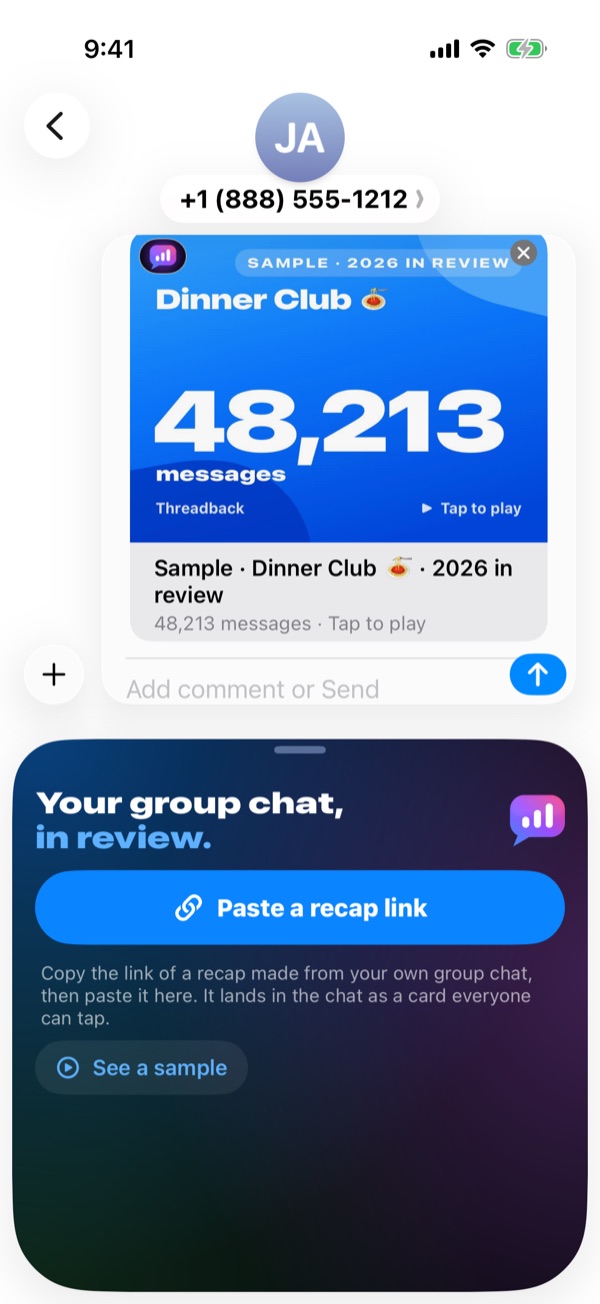 9:41
JA
+1 (888) 555-1212
SAMPLE · 2026 IN REVIEW
Dinner Club 🍝
48,213
messages
Threadback
▶ Tap to play
Sample · Dinner Club 🍝 · 2026 in
review
48,213 messages · Tap to play
Add comment or Send
Your group chat,
in review.
Paste a recap link
Copy the link of a recap made from your own group chat,
then paste it here. It lands in the chat as a card everyone
can tap.
See a sample